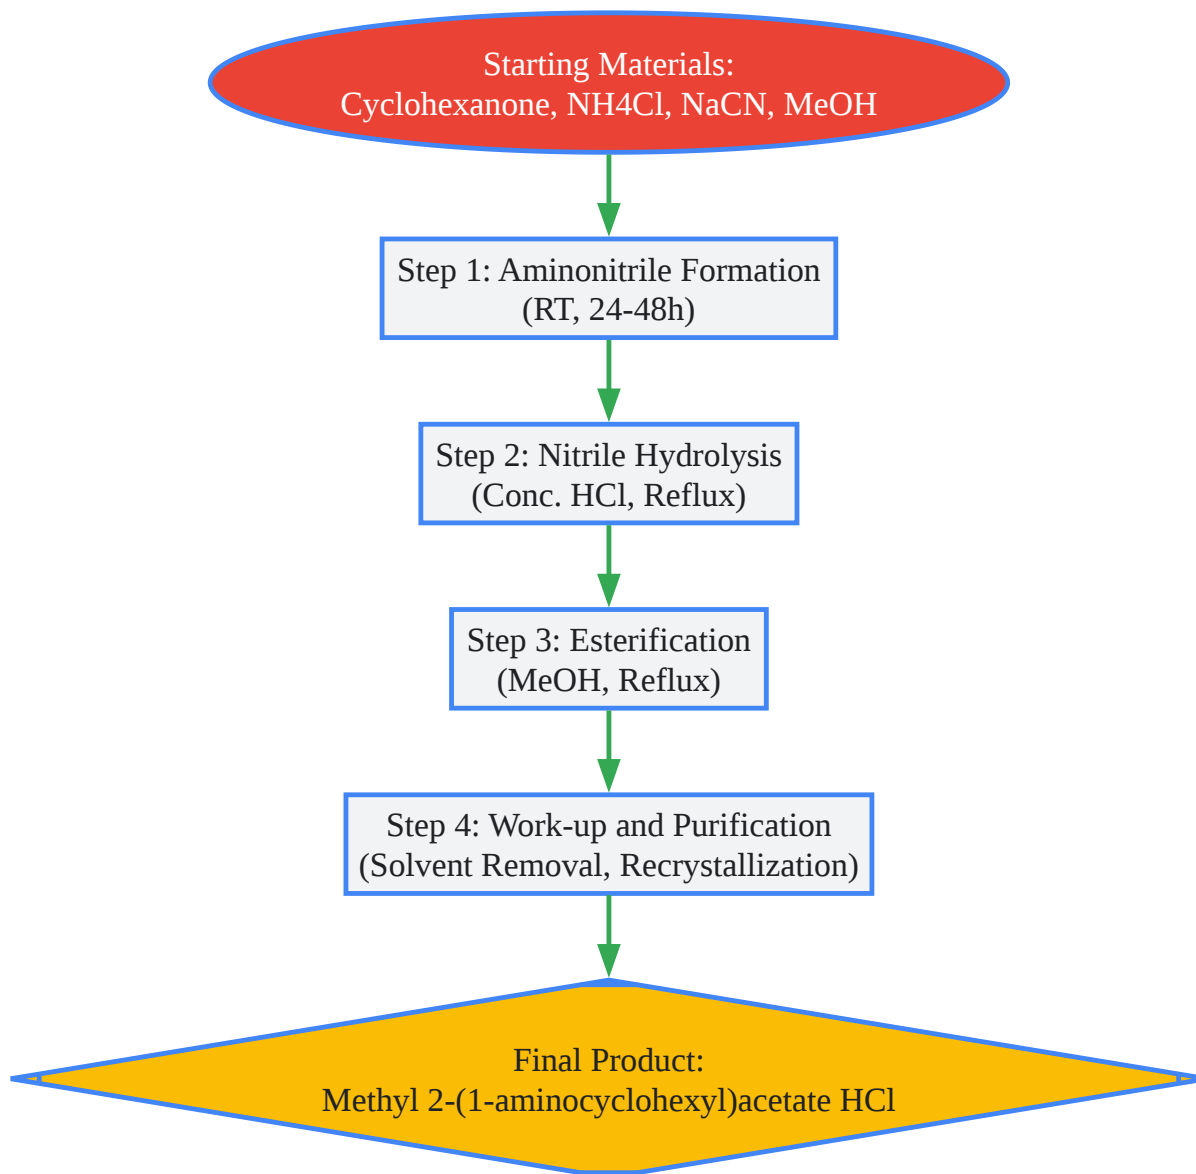 Starting Materials:
Cyclohexanone, NH4Cl, NaCN, MeOH
Step 1: Aminonitrile Formation
(RT, 24-48h)
Step 2: Nitrile Hydrolysis
(Conc. HCl, Reflux)
Step 3: Esterification
(MeOH, Reflux)
Step 4: Work-up and Purification
(Solvent Removal, Recrystallization)
Final Product:
Methyl 2-(1-aminocyclohexyl)acetate HCl